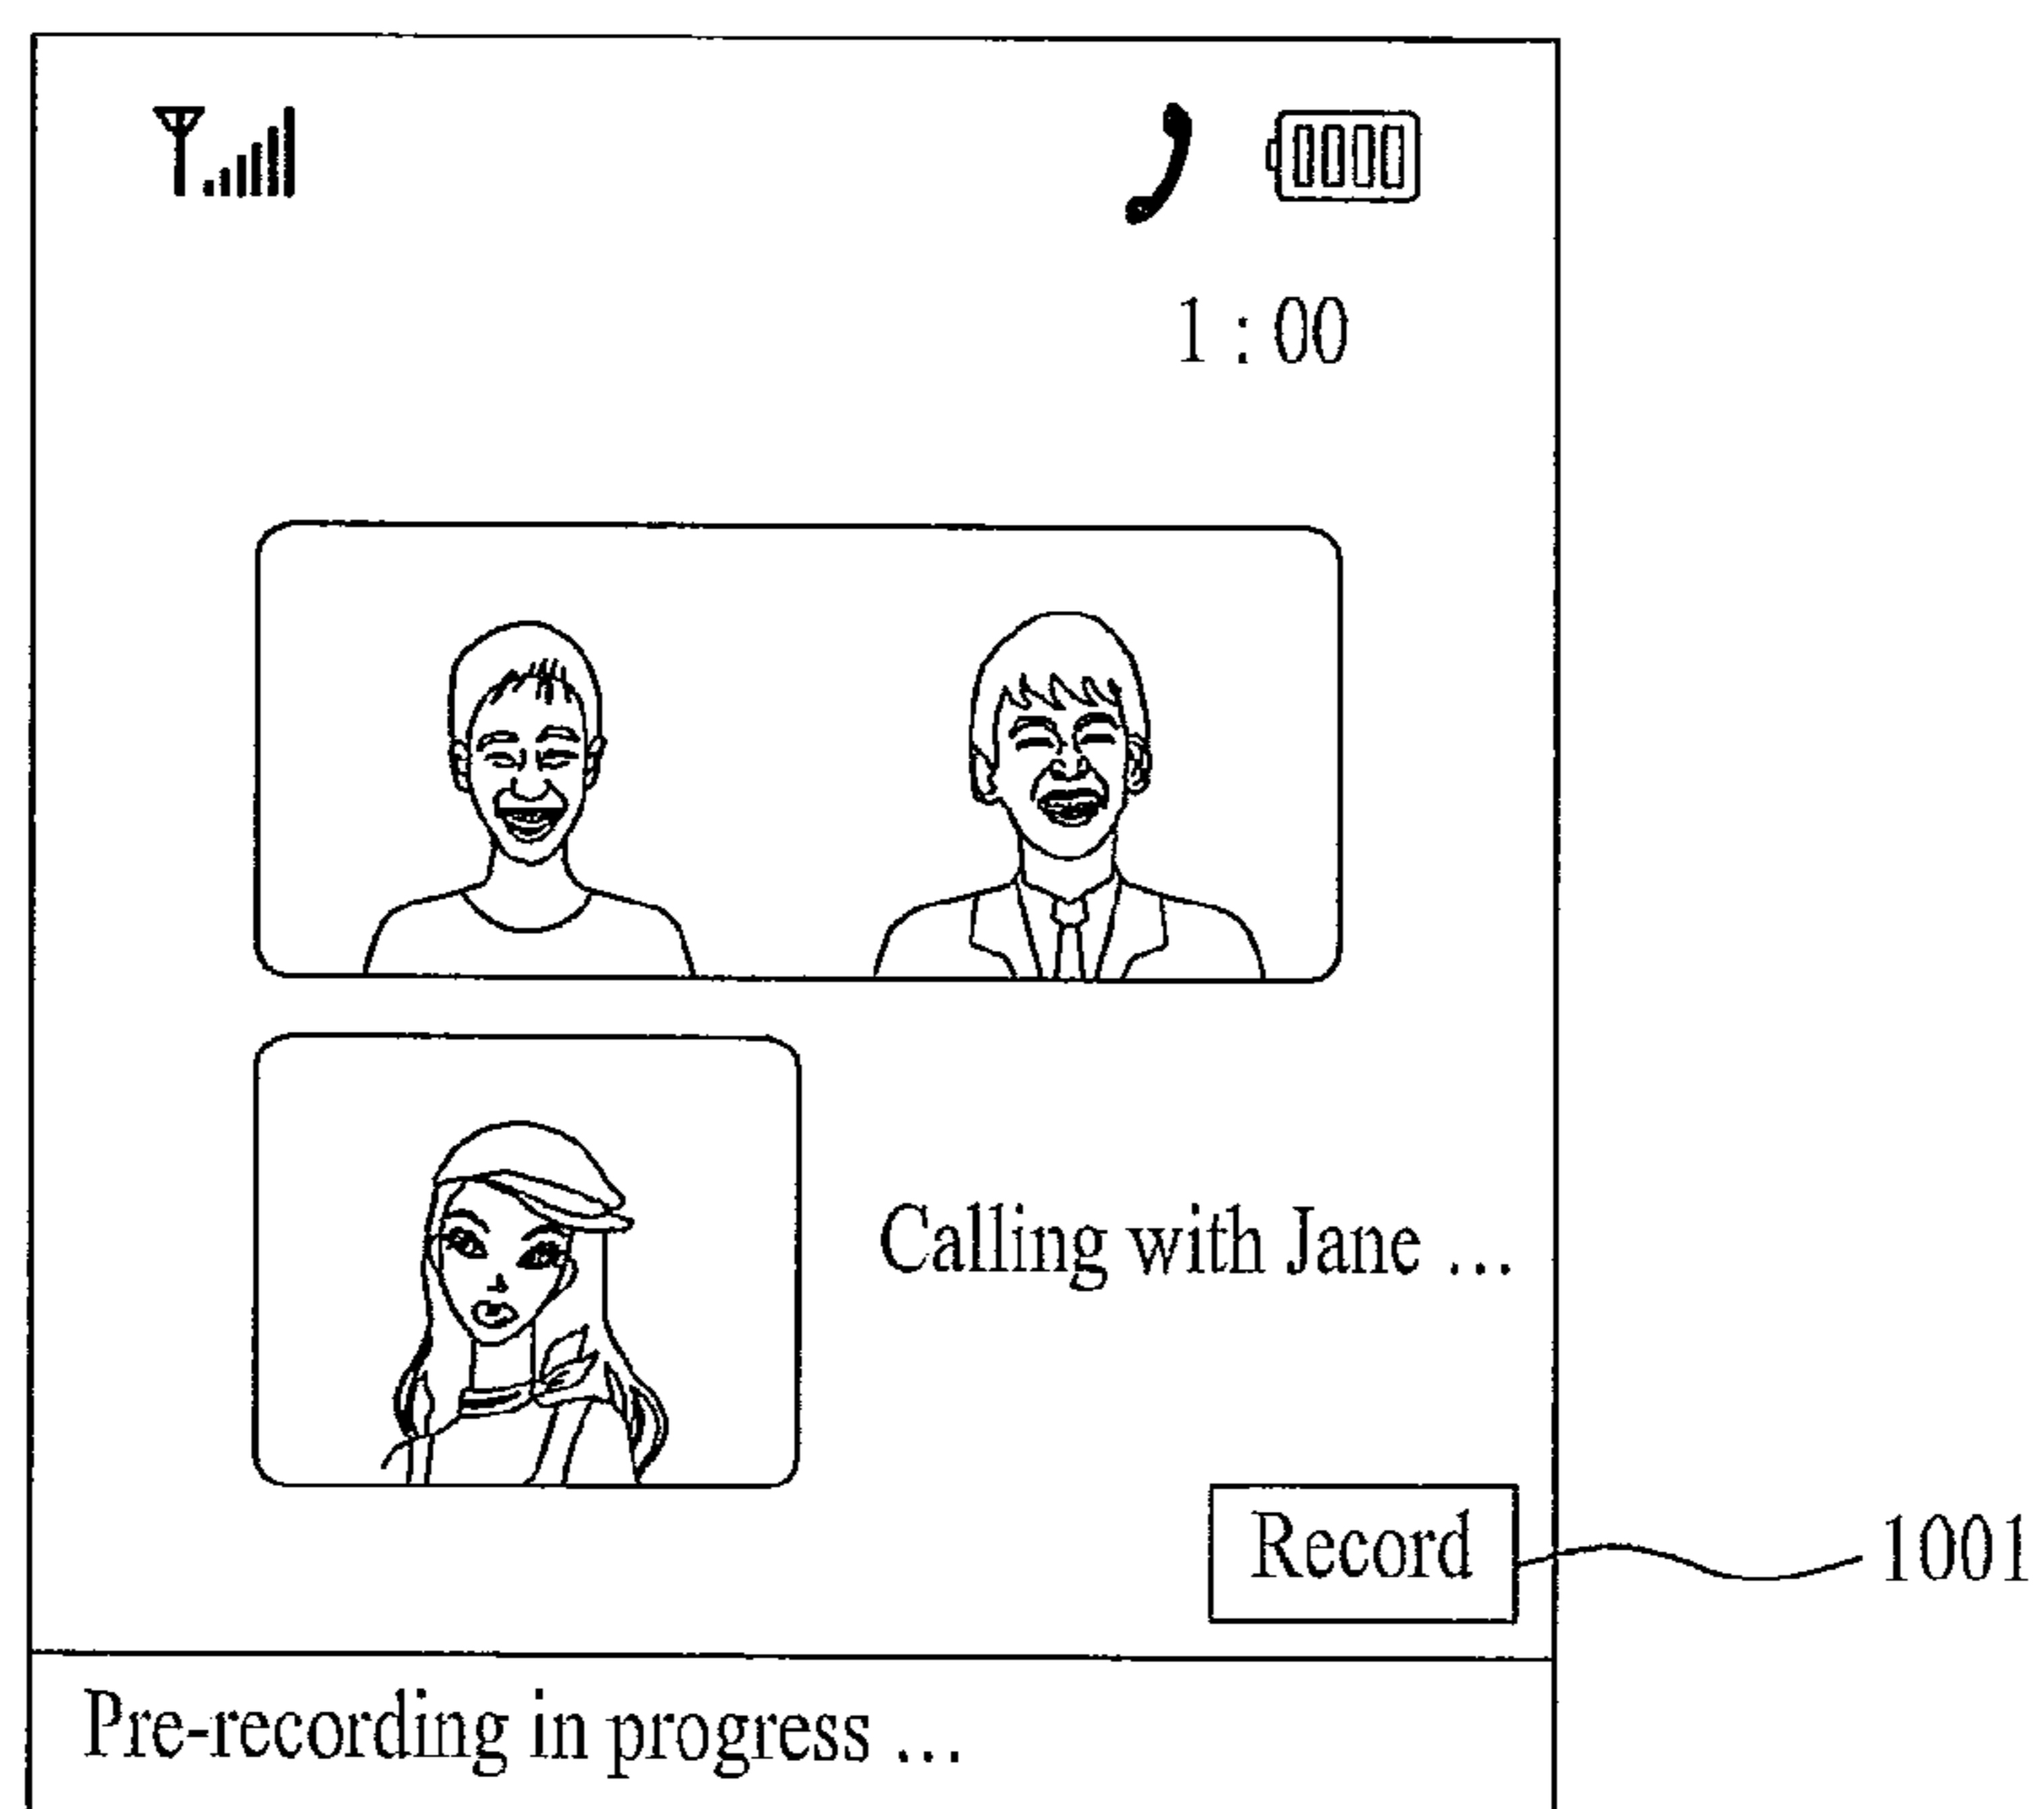 1 : 00
Calling with Jane ...
Record
1001
Pre-recording in progress ...